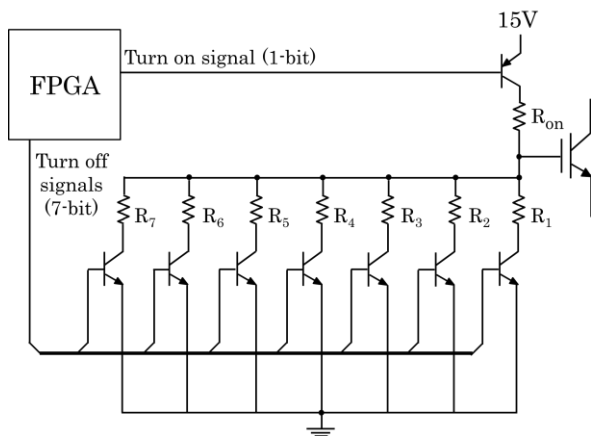 15V
Turn on signal (1-bit)
FPGA
R_on
Turn off
signals
(7-bit)
R₇ R₆ R₅ R₄ R₃ R₂ R₁